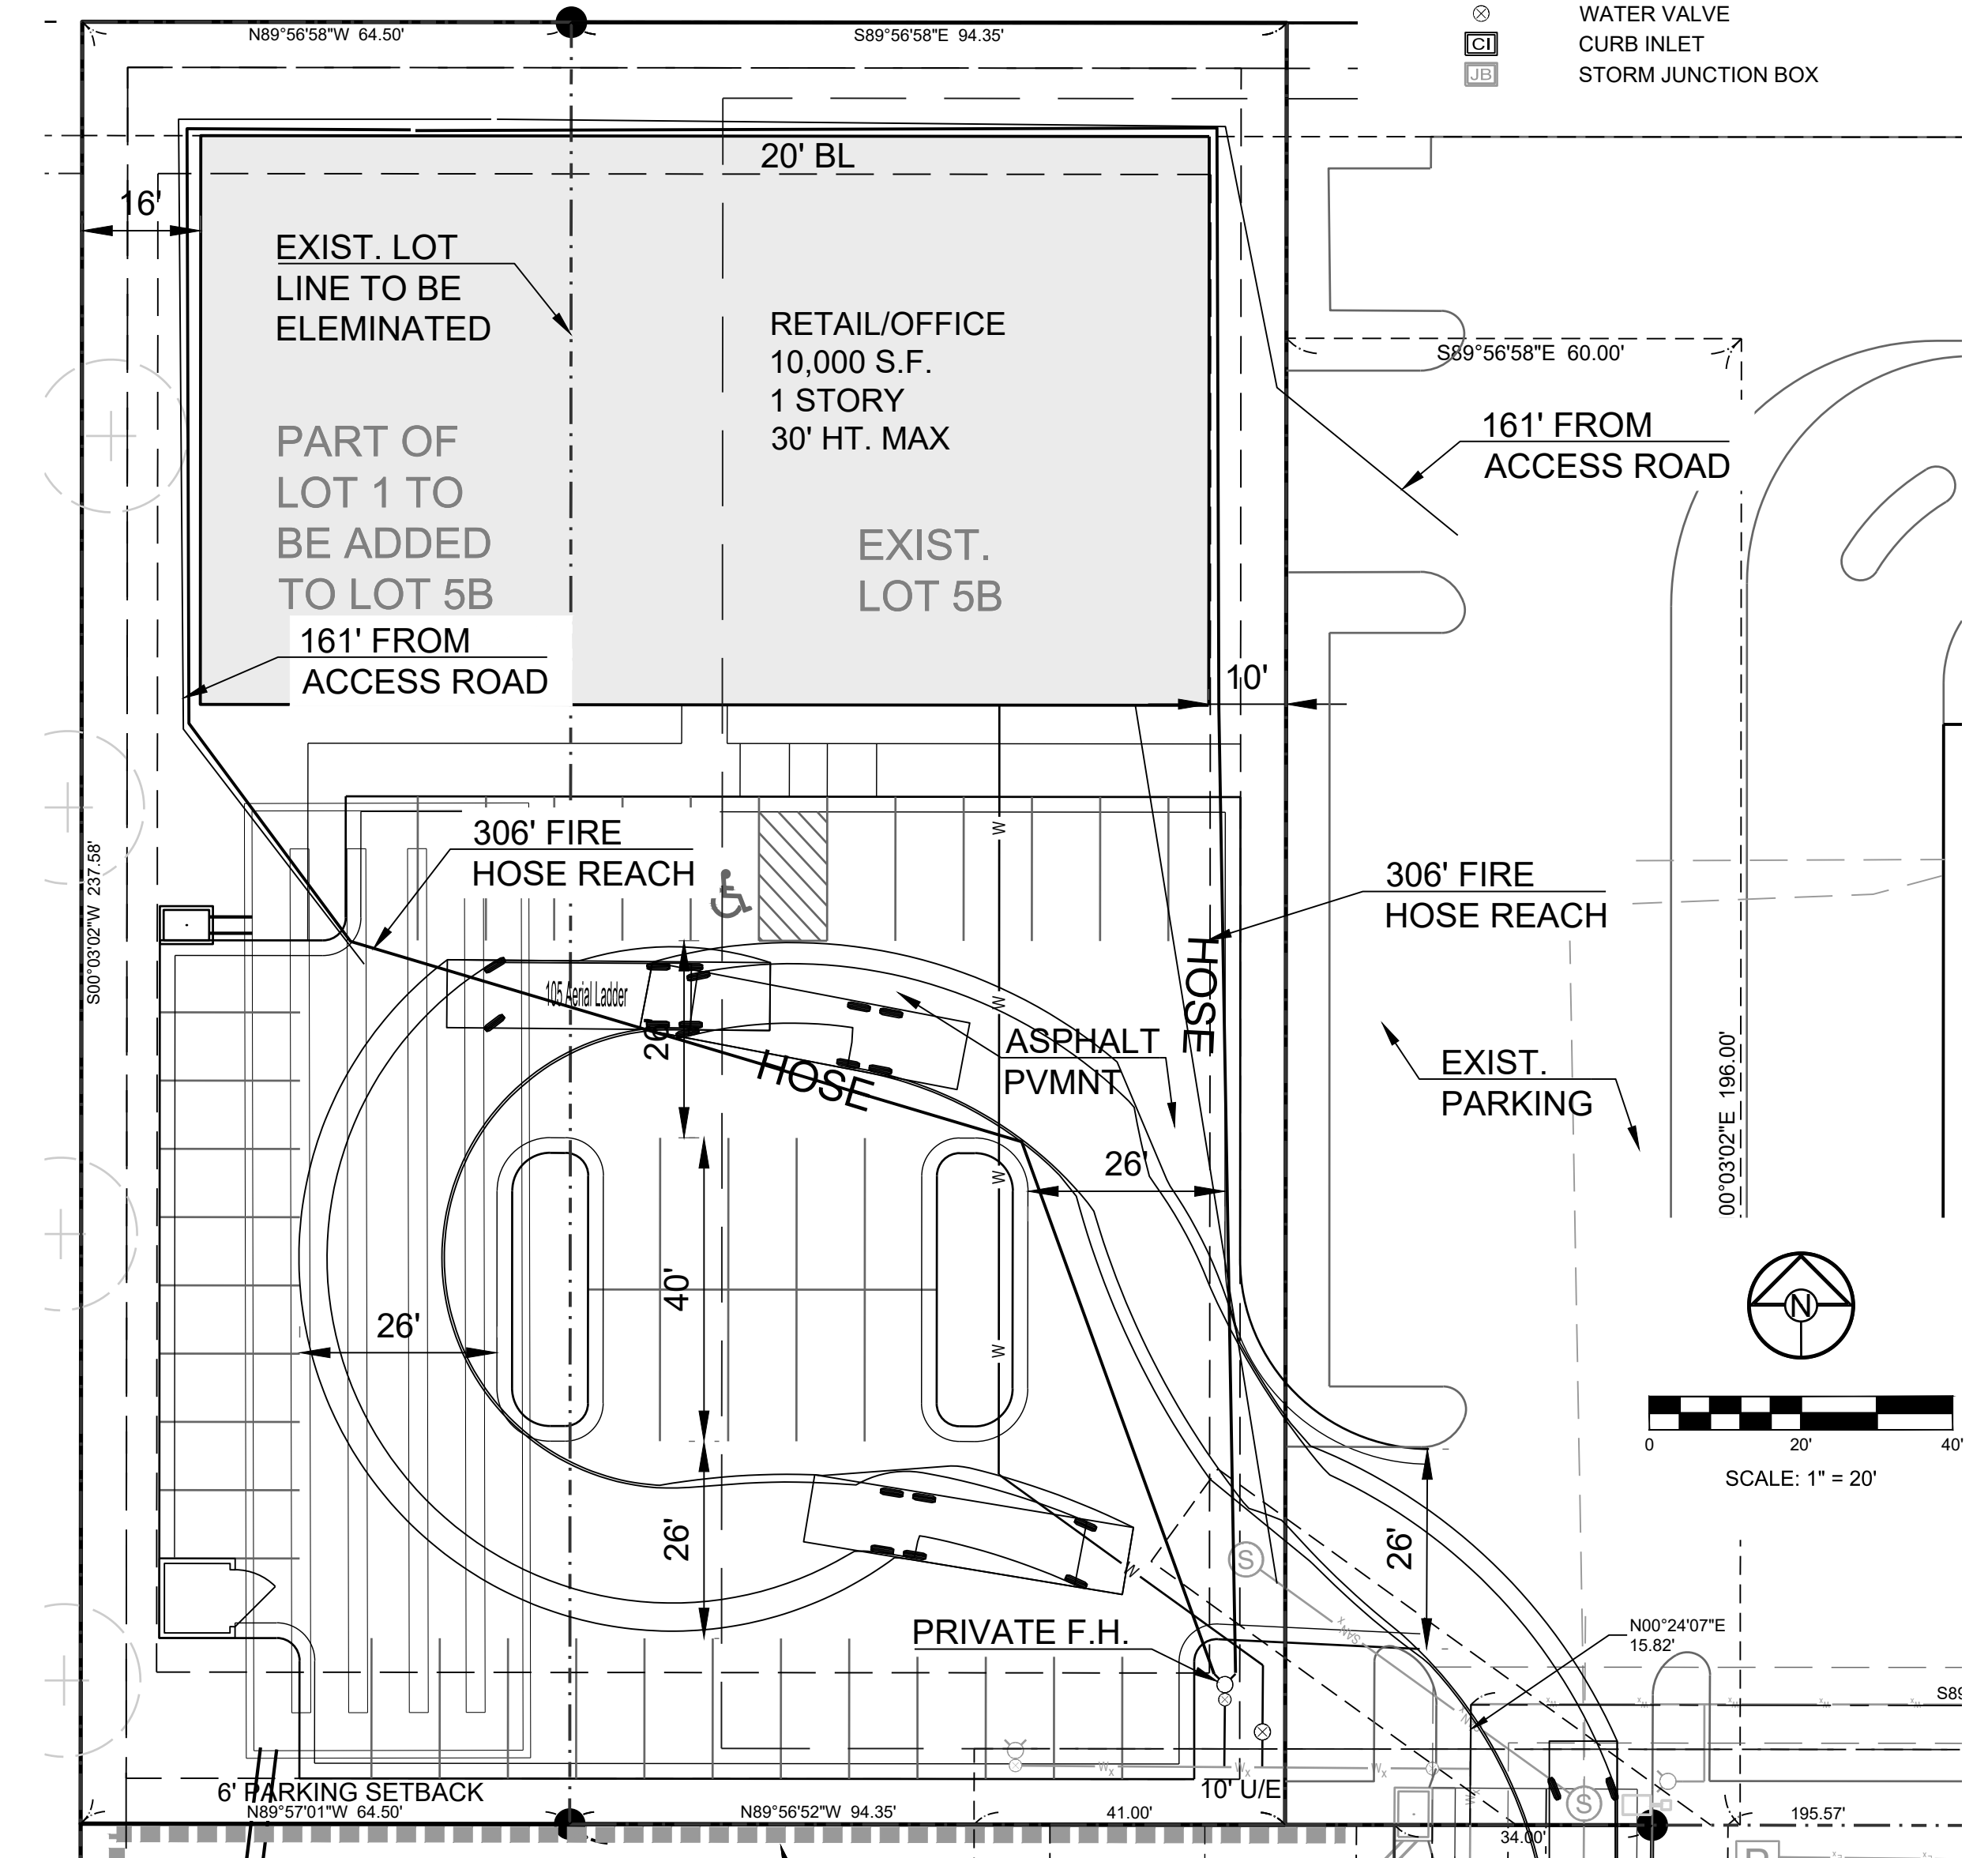 WATER VALVE
CI
CURB INLET
JB
STORM JUNCTION BOX
N89°56'58"W 64.50'
S89°56'58"E 94.35'
20' BL
16'
EXIST. LOT
LINE TO BE
ELEMINATED
RETAIL/OFFICE
10,000 S.F.
1 STORY
30' HT. MAX
S89°56'58"E 60.00'
161' FROM
ACCESS ROAD
PART OF
LOT 1 TO
BE ADDED
TO LOT 5B
EXIST.
LOT 5B
161' FROM
ACCESS ROAD
10'
S00°03'02"W 237.58'
306' FIRE
HOSE REACH
W
306' FIRE
HOSE REACH
HOSE
105 Aerial Ladder
26'
W
HOSE
ASPHALT
PVMNT
EXIST.
PARKING
00°03'02"E 196.00'
26'
W
40'
26'
W
N
0
20'
40'
SCALE: 1" = 20'
26'
26'
S
W
PRIVATE F.H.
SAN
N00°24'07"E
15.82'
S89
6' PARKING SETBACK
10' U/E
N89°57'01"W 64.50'
N89°56'52"W 94.35'
41.00'
S
195.57'
34.00'